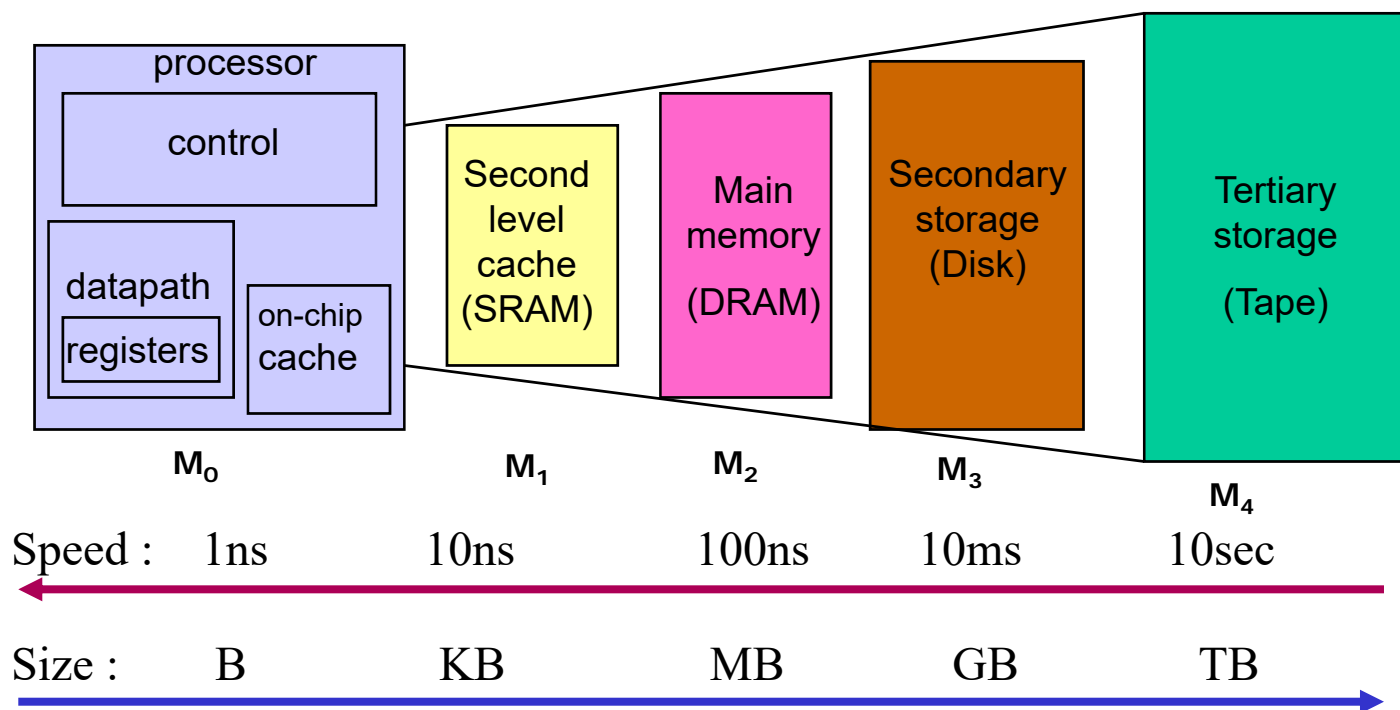 processor
control
datapath
registers
on-chip
cache
Second
level
cache
(SRAM)
Main
memory
(DRAM)
Secondary
storage
(Disk)
Tertiary
storage
(Tape)
M₀
M₁
M₂
M₃
M₄
Speed : 1ns 10ns 100ns 10ms 10sec
Size : B KB MB GB TB